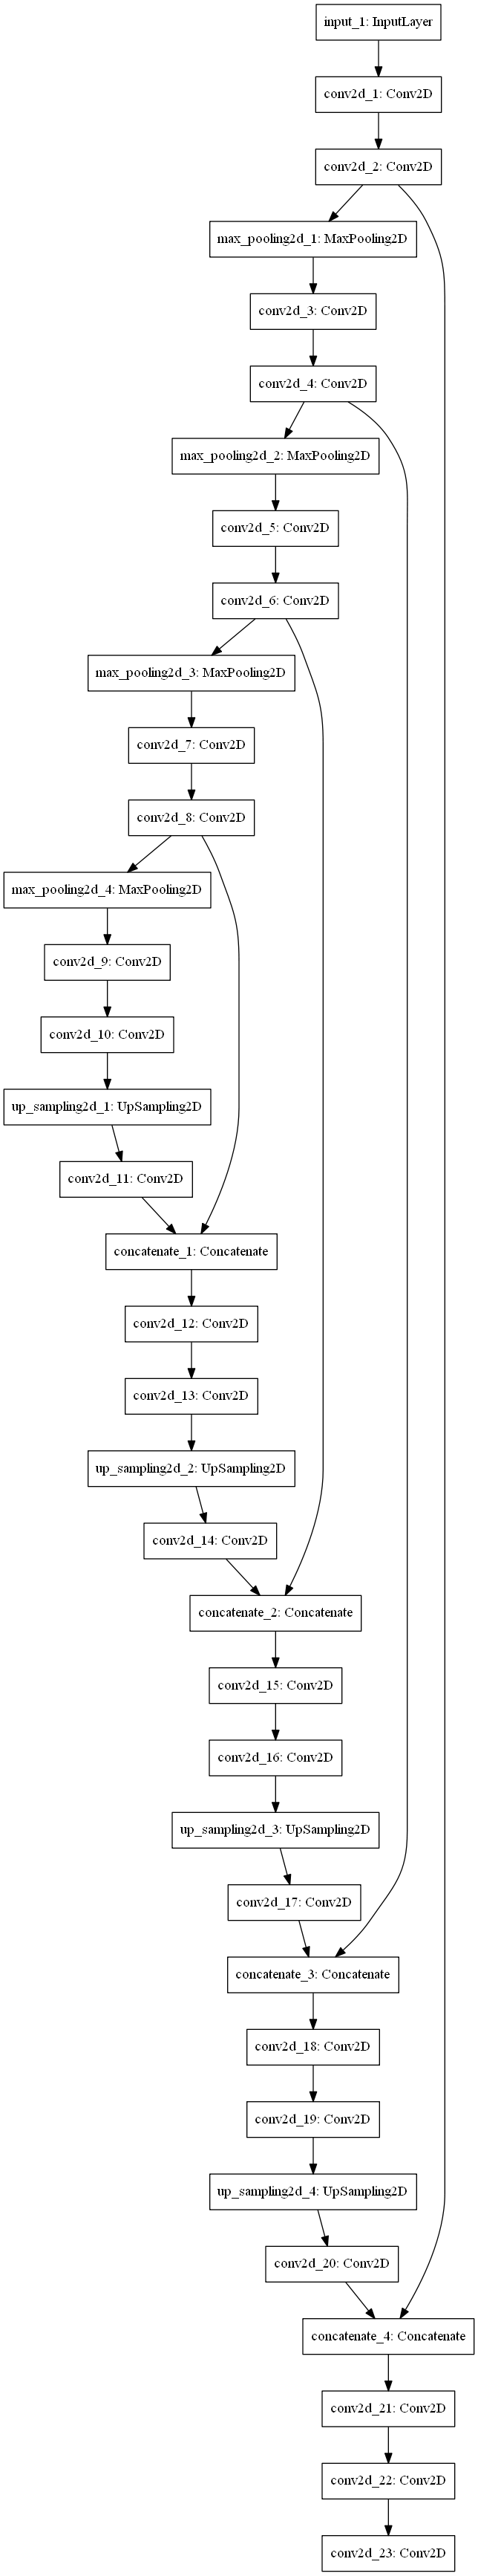 input_1: InputLayer
conv2d_1: Conv2D
conv2d_2: Conv2D
max_pooling2d_1: MaxPooling2D
conv2d_3: Conv2D
conv2d_4: Conv2D
max_pooling2d_2: MaxPooling2D
conv2d_5: Conv2D
conv2d_6: Conv2D
max_pooling2d_3: MaxPooling2D
conv2d_7: Conv2D
conv2d_8: Conv2D
max_pooling2d_4: MaxPooling2D
conv2d_9: Conv2D
conv2d_10: Conv2D
up_sampling2d_1: UpSampling2D
conv2d_11: Conv2D
concatenate_1: Concatenate
conv2d_12: Conv2D
conv2d_13: Conv2D
up_sampling2d_2: UpSampling2D
conv2d_14: Conv2D
concatenate_2: Concatenate
conv2d_15: Conv2D
conv2d_16: Conv2D
up_sampling2d_3: UpSampling2D
conv2d_17: Conv2D
concatenate_3: Concatenate
conv2d_18: Conv2D
conv2d_19: Conv2D
up_sampling2d_4: UpSampling2D
conv2d_20: Conv2D
concatenate_4: Concatenate
conv2d_21: Conv2D
conv2d_22: Conv2D
conv2d_23: Conv2D